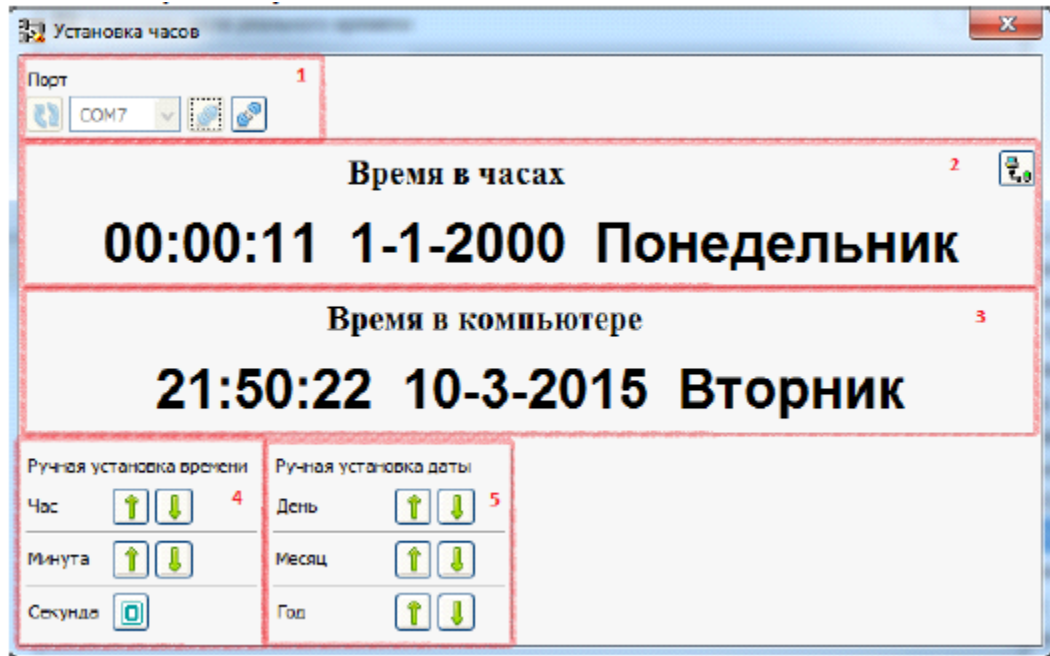 Установка часов
Порт
1
COM7
Время в часах
2
00:00:11 1-1-2000 Понедельник
Время в компьютере
3
21:50:22 10-3-2015 Вторник
Ручная установка времени
Ручная установка даты
Час
4
День
5
Минута
Месяц
Секунда
0
Год